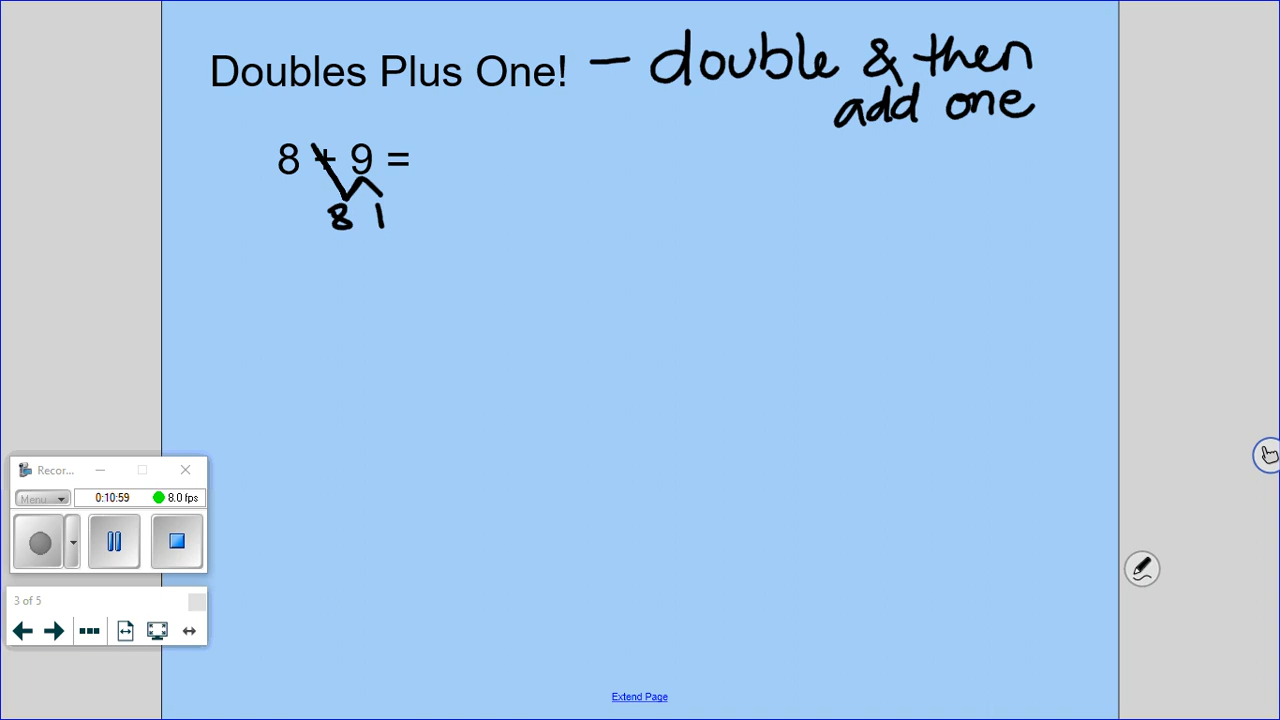 Doubles Plus One! — double & then
add one
8 + 9 =
8 1
Recor...
Menu
0:10:59
8.0 fps
3 of 5
Extend Page